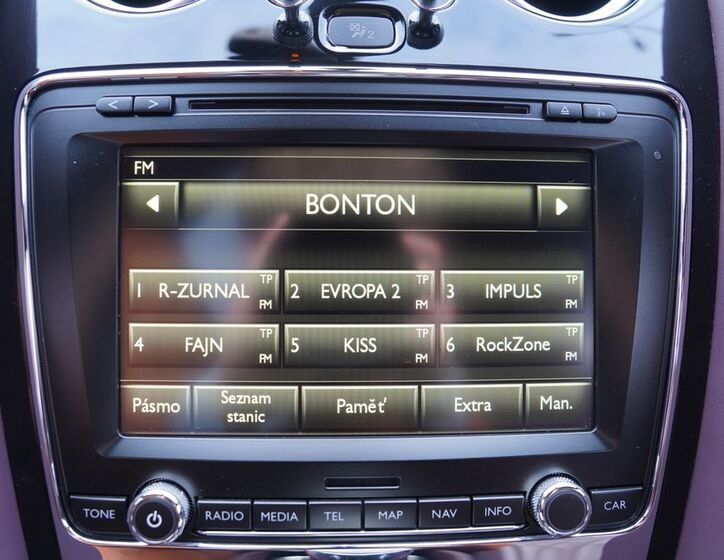 2
< >
FM
BONTON
1 R-ZURNAL TP FM
2 EVROPA 2 TP FM
3 IMPULS TP FM
4 FAJN TP FM
5 KISS TP FM
6 RockZone TP FM
Pásmo
Seznam
stanic
Paměť
Extra
Man.
TONE
RADIO
MEDIA
TEL
MAP
NAV
INFO
CAR